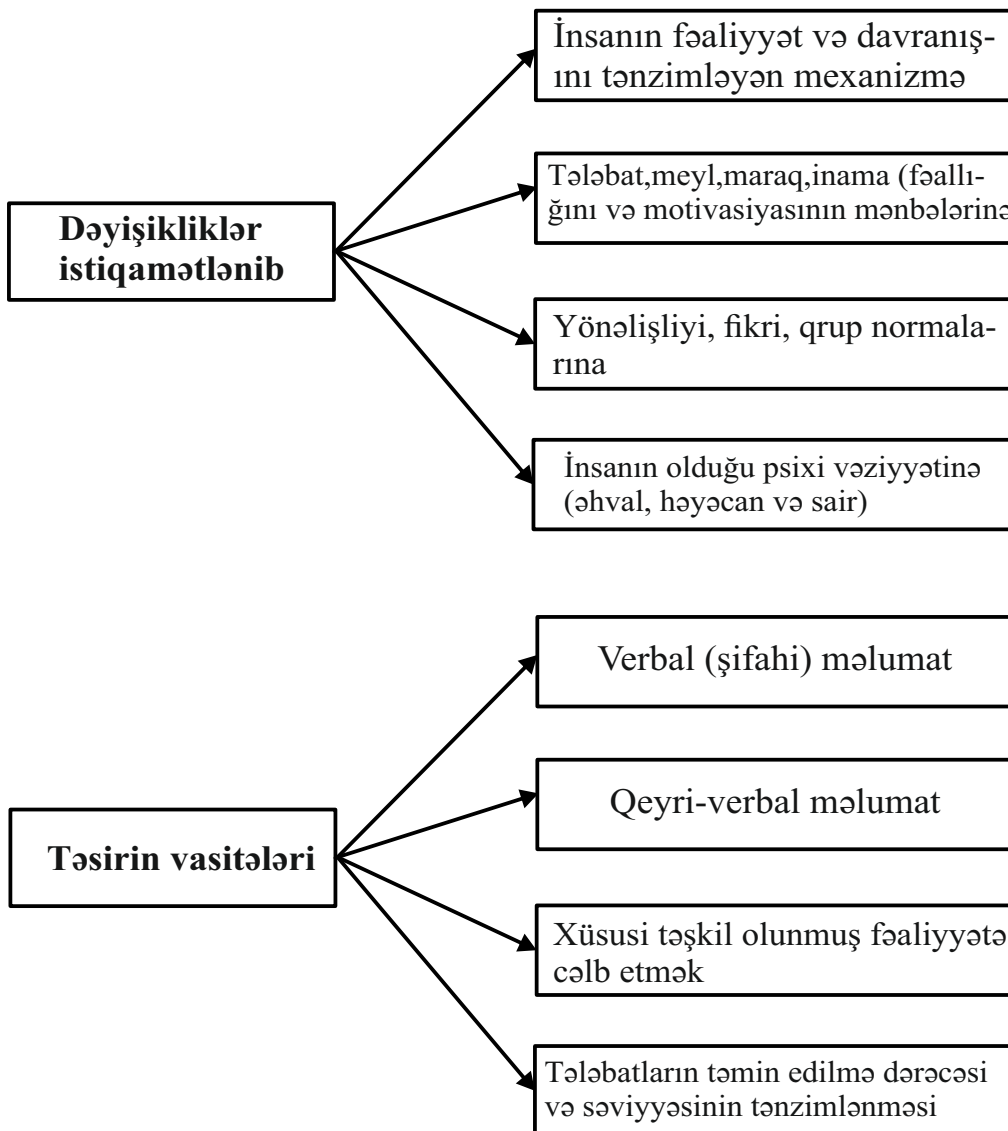 İnsanın fəaliyyət və davranış-
ını tənzimləyən mexanizmə
Tələbat,meyl,maraq,inama (fəallı-
ğını və motivasiyasının mənbələrinə
Dəyişikliklər
istiqamətlənib
Yönəlişliyi, fikri, qrup normala-
rına
İnsanın olduğu psixi vəziyyətinə
(əhval, həyəcan və sair)
Verbal (şifahi) məlumat
Qeyri-verbal məlumat
Təsirin vasitələri
Xüsusi təşkil olunmuş fəaliyyətə
cəlb etmək
Tələbatların təmin edilmə dərəcəsi
və səviyyəsinin tənzimlənməsi